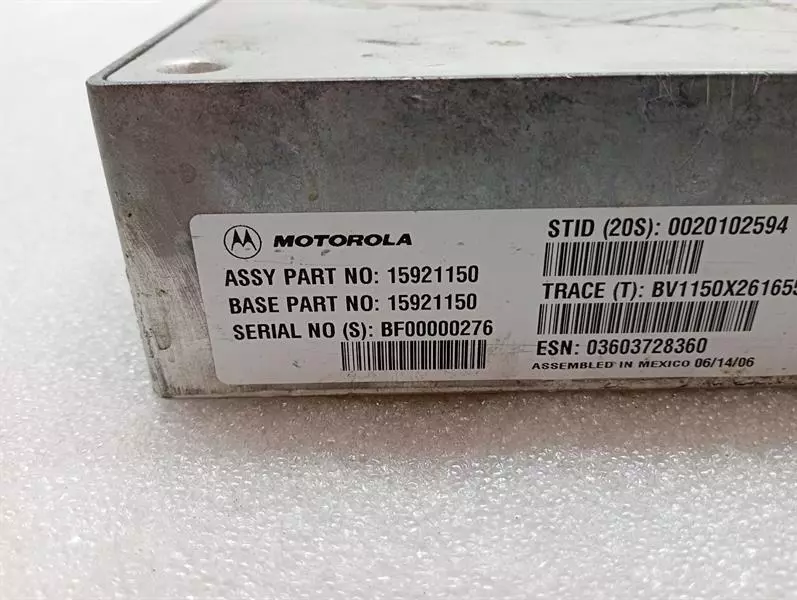 MOTOROLA
ASSY PART NO: 15921150
BASE PART NO: 15921150
SERIAL NO (S): BF00000276
STID (20S): 0020102594
TRACE (T): BV1150X261655
ESN: 03603728360
ASSEMBLED IN MEXICO 06/14/06